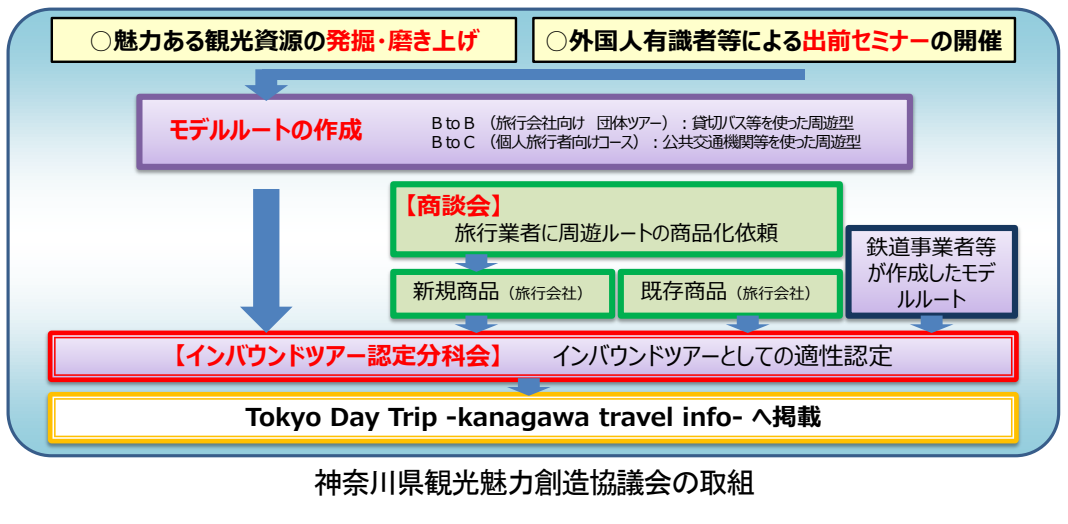 ○魅力ある観光資源の発掘・磨き上げ
○外国人有識者等による出前セミナーの開催
モデルルートの作成
B to B （旅行会社向け　団体ツアー）：貸切バス等を使った周遊型
B to C （個人旅行者向けコース）：公共交通機関等を使った周遊型
【商談会】
旅行業者に周遊ルートの商品化依頼
新規商品（旅行会社）
既存商品（旅行会社）
鉄道事業者等
が作成したモデ
ルルート
【インバウンドツアー認定分科会】　インバウンドツアーとしての適性認定
Tokyo Day Trip -kanagawa travel info- へ掲載
神奈川県観光魅力創造協議会の取組